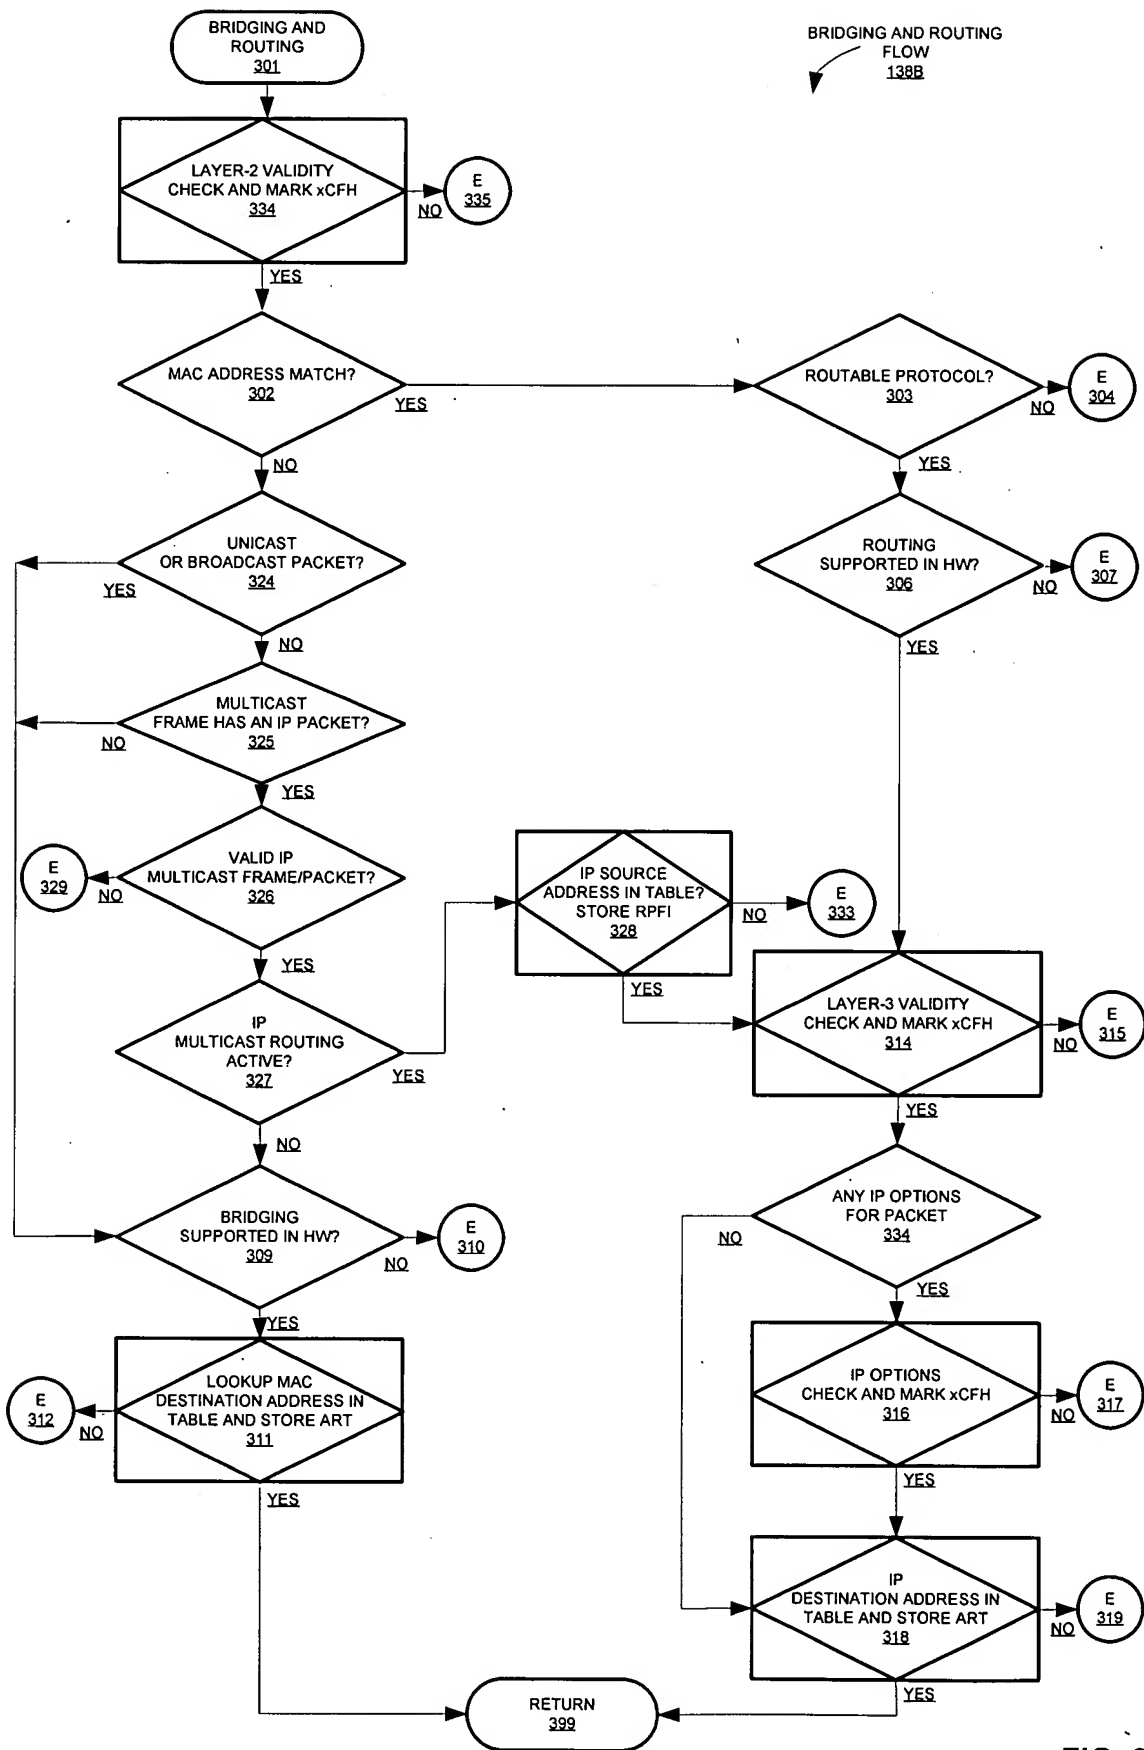 BRIDGING AND
ROUTING
301
BRIDGING AND ROUTING
FLOW
138B
LAYER-2 VALIDITY
CHECK AND MARK xCFH
334
NO
E
335
YES
MAC ADDRESS MATCH?
302
YES
ROUTABLE PROTOCOL?
303
NO
E
304
NO
YES
UNICAST
OR BROADCAST PACKET?
324
YES
ROUTING
SUPPORTED IN HW?
306
NO
E
307
NO
YES
MULTICAST
FRAME HAS AN IP PACKET?
325
NO
YES
VALID IP
MULTICAST FRAME/PACKET?
326
E
329
NO
IP SOURCE
ADDRESS IN TABLE?
STORE RPFI
328
NO
E
333
YES
YES
IP
MULTICAST ROUTING
ACTIVE?
327
YES
LAYER-3 VALIDITY
CHECK AND MARK xCFH
314
NO
E
315
YES
NO
BRIDGING
SUPPORTED IN HW?
309
NO
E
310
ANY IP OPTIONS
FOR PACKET
334
NO
YES
YES
LOOKUP MAC
DESTINATION ADDRESS IN
TABLE AND STORE ART
311
E
312
NO
IP OPTIONS
CHECK AND MARK xCFH
316
NO
E
317
YES
YES
IP
DESTINATION ADDRESS IN
TABLE AND STORE ART
318
NO
E
319
YES
RETURN
399